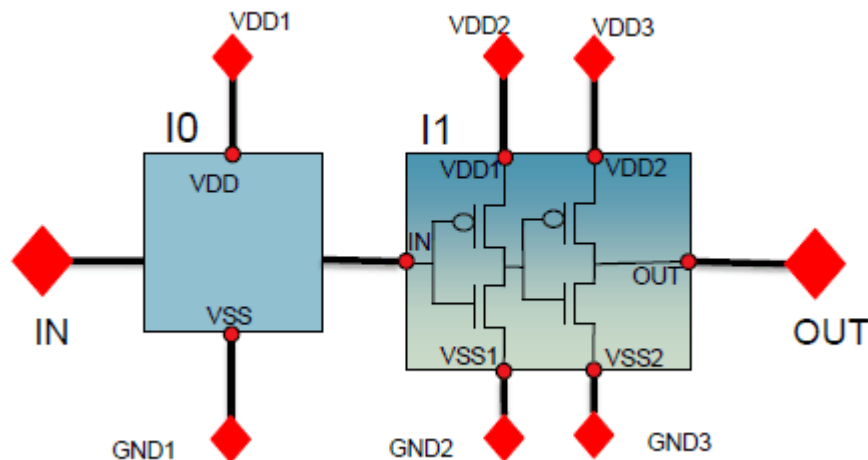 VDD1
VDD2
VDD3
I0
I1
VDD
VDD1
VDD2
IN
OUT
VSS
VSS1
VSS2
IN
OUT
GND1
GND2
GND3